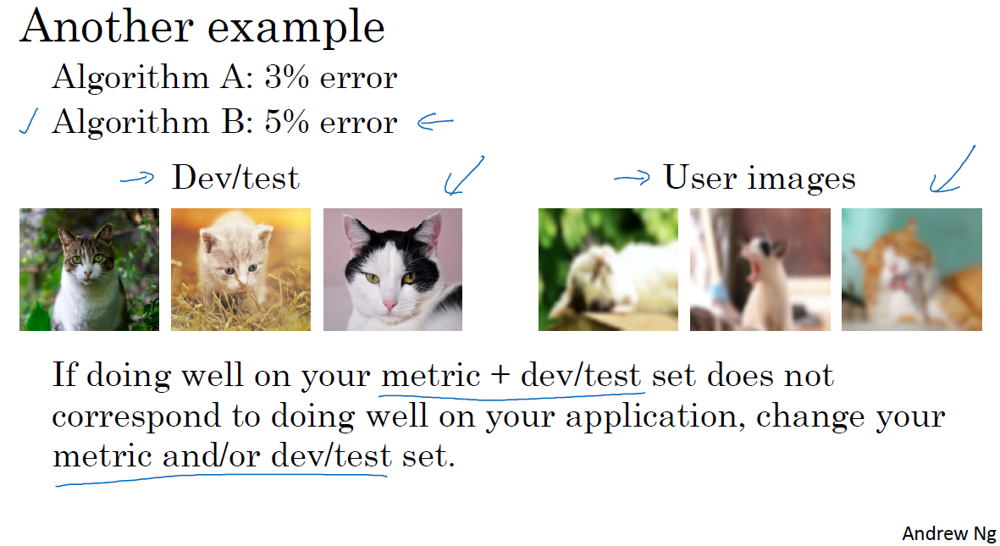 Another example
Algorithm A: 3% error
Algorithm B: 5% error
Dev/test
User images
If doing well on your metric + dev/test set does not
correspond to doing well on your application, change your
metric and/or dev/test set.
Andrew Ng